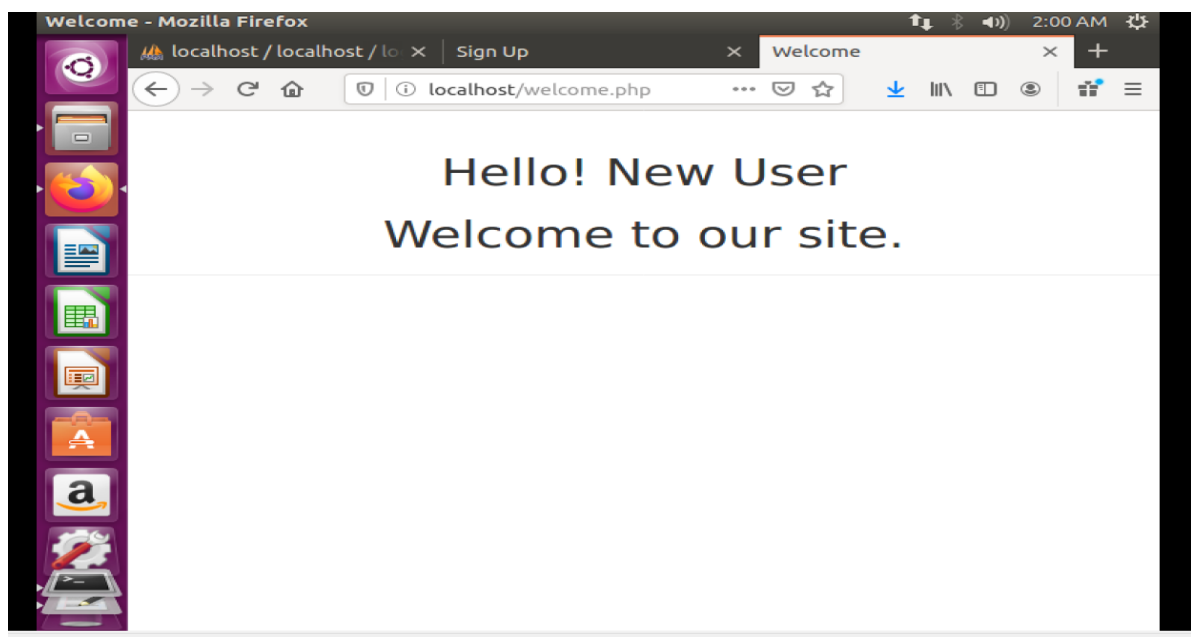 Welcome - Mozilla Firefox 2:00 AM
localhost / localhost / lo Sign Up Welcome
localhost/welcome.php
Hello! New User
Welcome to our site.